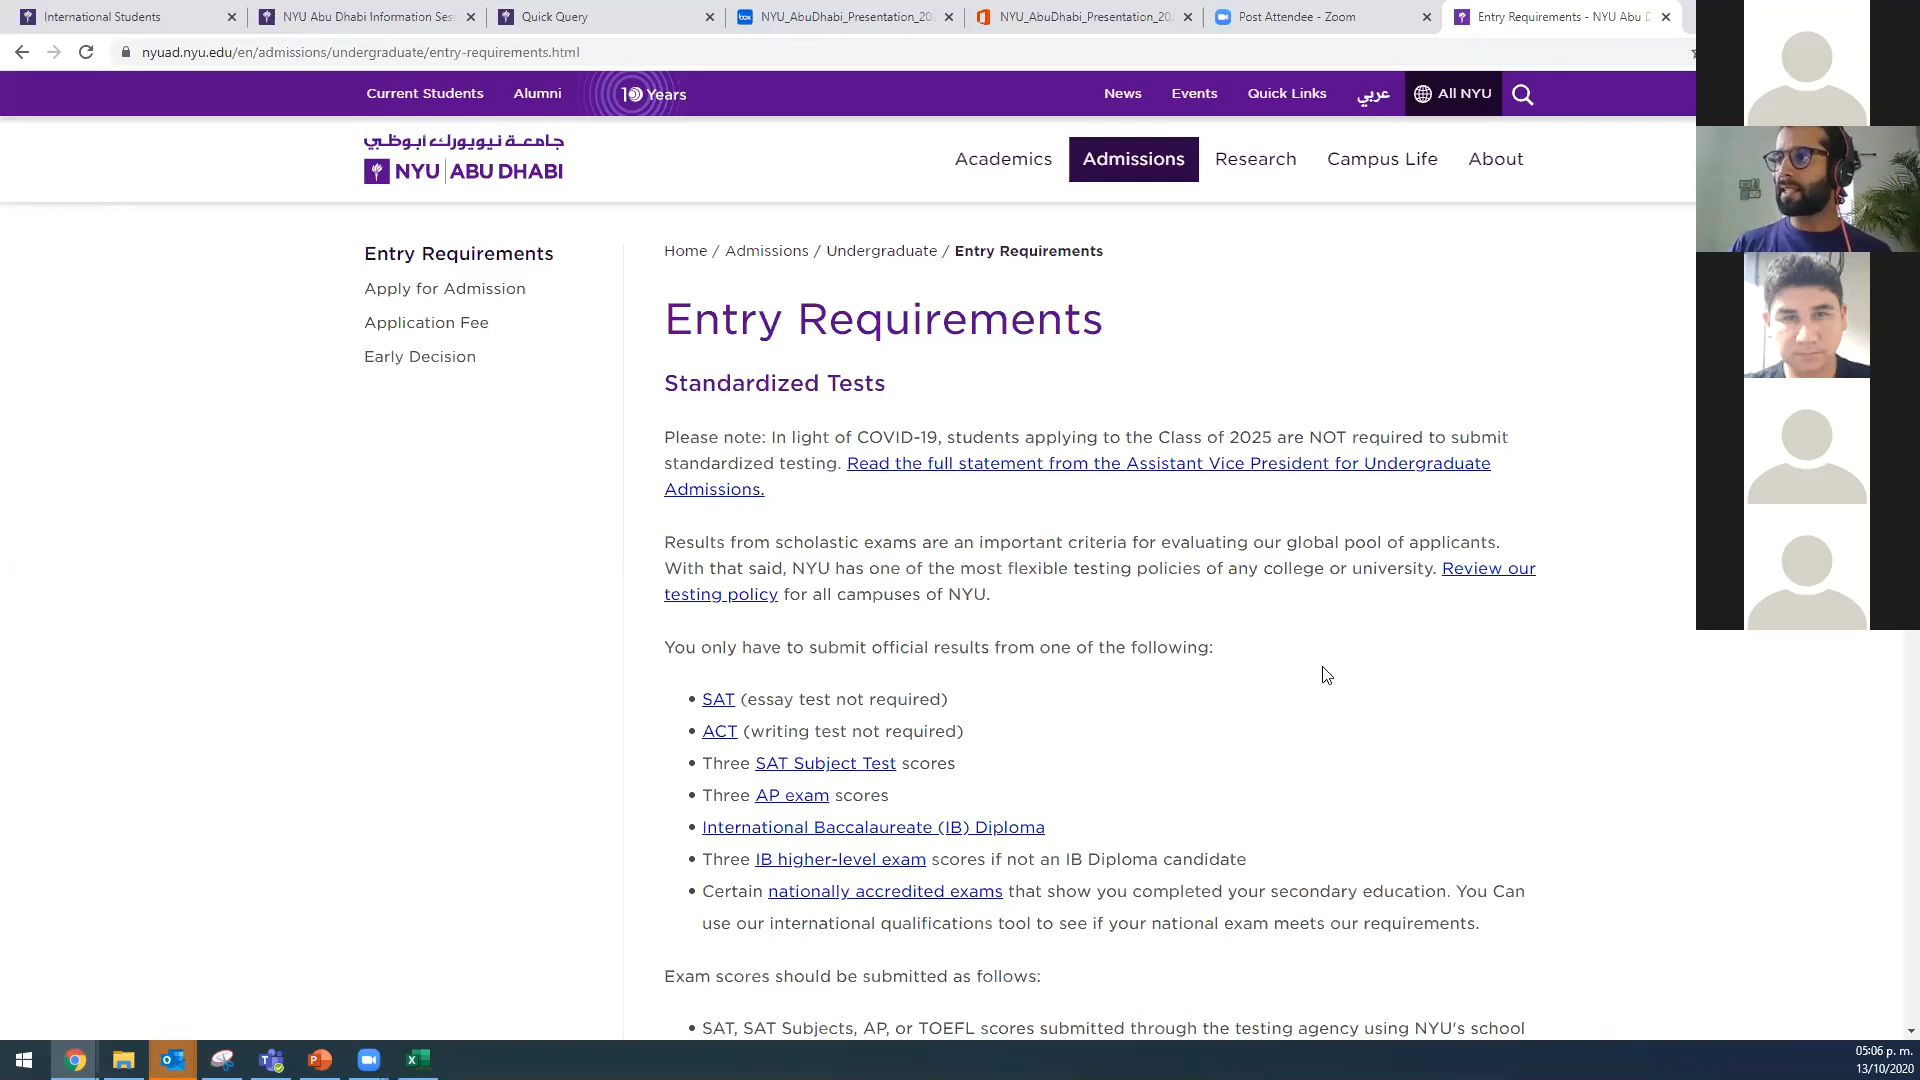 International Students
NYU Abu Dhabi Information Ses
Quick Query
NYU_AbuDhabi_Presentation_20
NYU_AbuDhabi_Presentation_20
Post Attendee - Zoom
Entry Requirements - NYU Abu D
nyuad.nyu.edu/en/admissions/undergraduate/entry-requirements.html
Current Students
Alumni
10 Years
News
Events
Quick Links
عربي
All NYU
جامعة نيويورك أبوظبي
NYU ABU DHABI
Academics
Admissions
Research
Campus Life
About
Entry Requirements
Apply for Admission
Application Fee
Early Decision
Home / Admissions / Undergraduate / Entry Requirements
Entry Requirements
Standardized Tests
Please note: In light of COVID-19, students applying to the Class of 2025 are NOT required to submit
standardized testing. Read the full statement from the Assistant Vice President for Undergraduate
Admissions.
Results from scholastic exams are an important criteria for evaluating our global pool of applicants.
With that said, NYU has one of the most flexible testing policies of any college or university. Review our
testing policy for all campuses of NYU.
You only have to submit official results from one of the following:
• SAT (essay test not required)
• ACT (writing test not required)
• Three SAT Subject Test scores
• Three AP exam scores
• International Baccalaureate (IB) Diploma
• Three IB higher-level exam scores if not an IB Diploma candidate
• Certain nationally accredited exams that show you completed your secondary education. You Can
use our international qualifications tool to see if your national exam meets our requirements.
Exam scores should be submitted as follows:
• SAT, SAT Subjects, AP, or TOEFL scores submitted through the testing agency using NYU's school
05:06 p. m.
13/10/2020